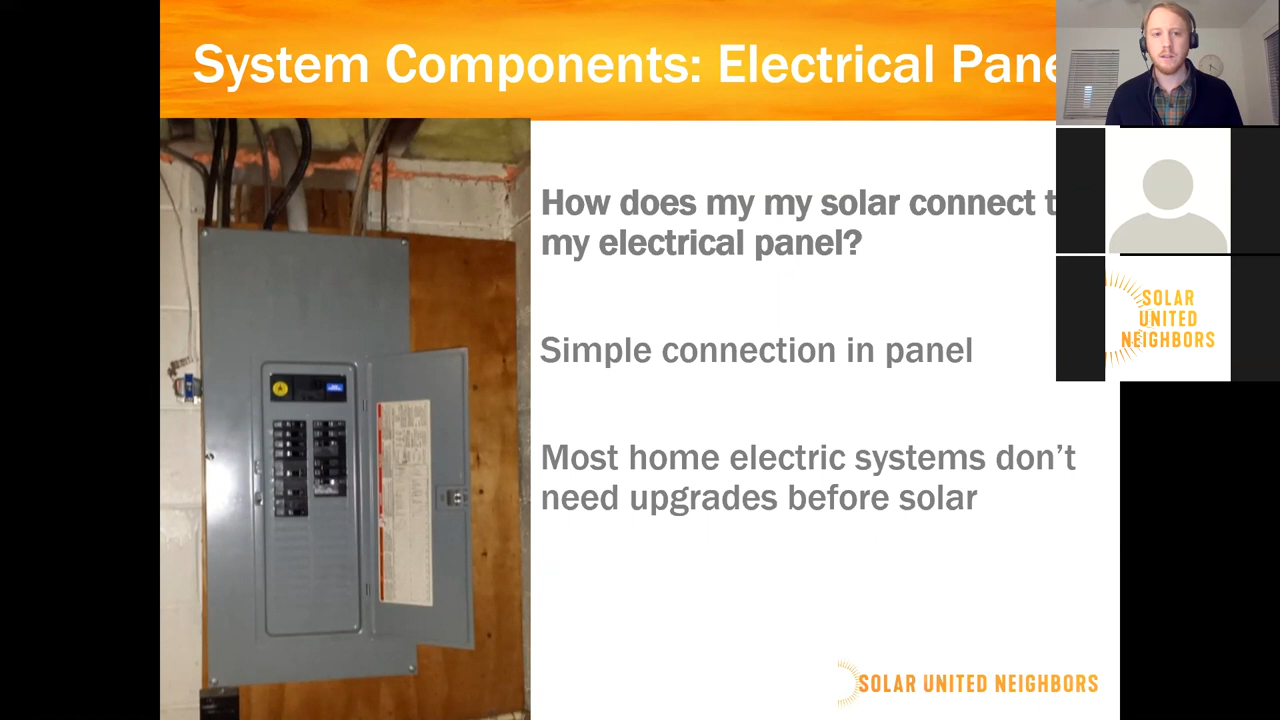 System Components: Electrical Pane
How does my my solar connect t
my electrical panel?
Simple connection in panel
Most home electric systems don't
need upgrades before solar
SOLAR
UNITED
NEIGHBORS
SOLAR UNITED NEIGHBORS